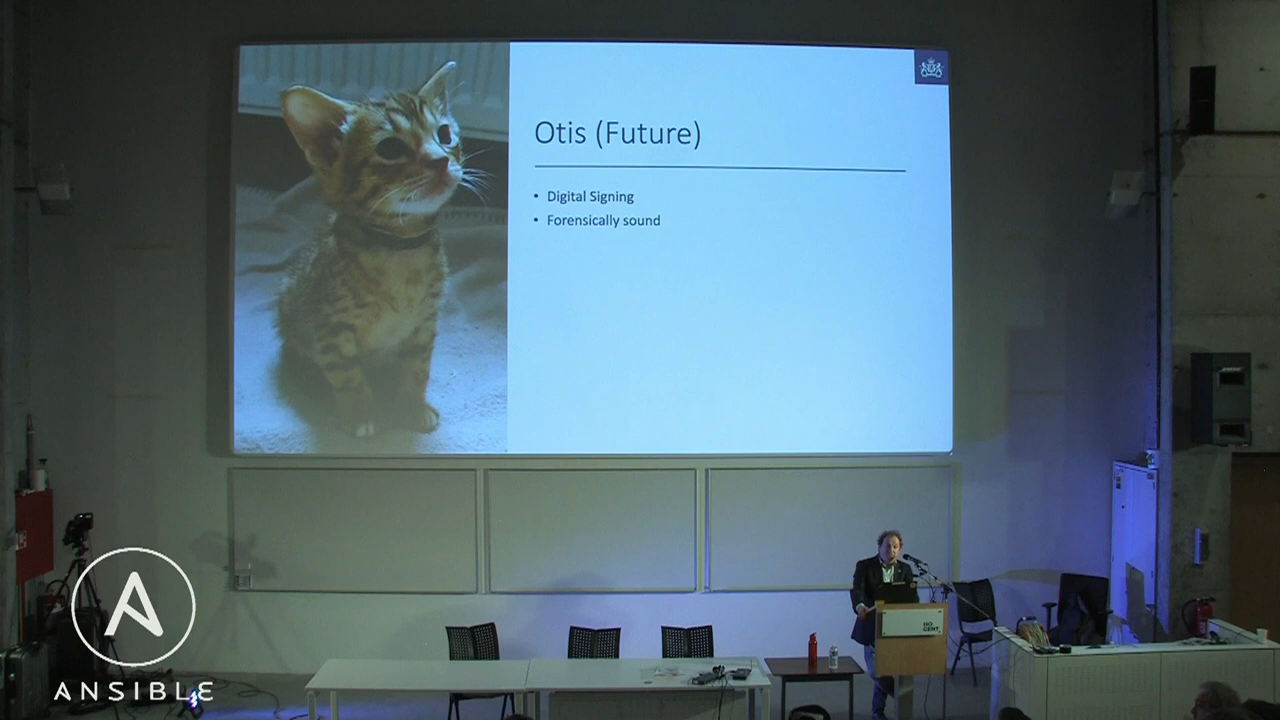 Otis (Future)
• Digital Signing
• Forensically sound
HO
GENT
ANSIBLE